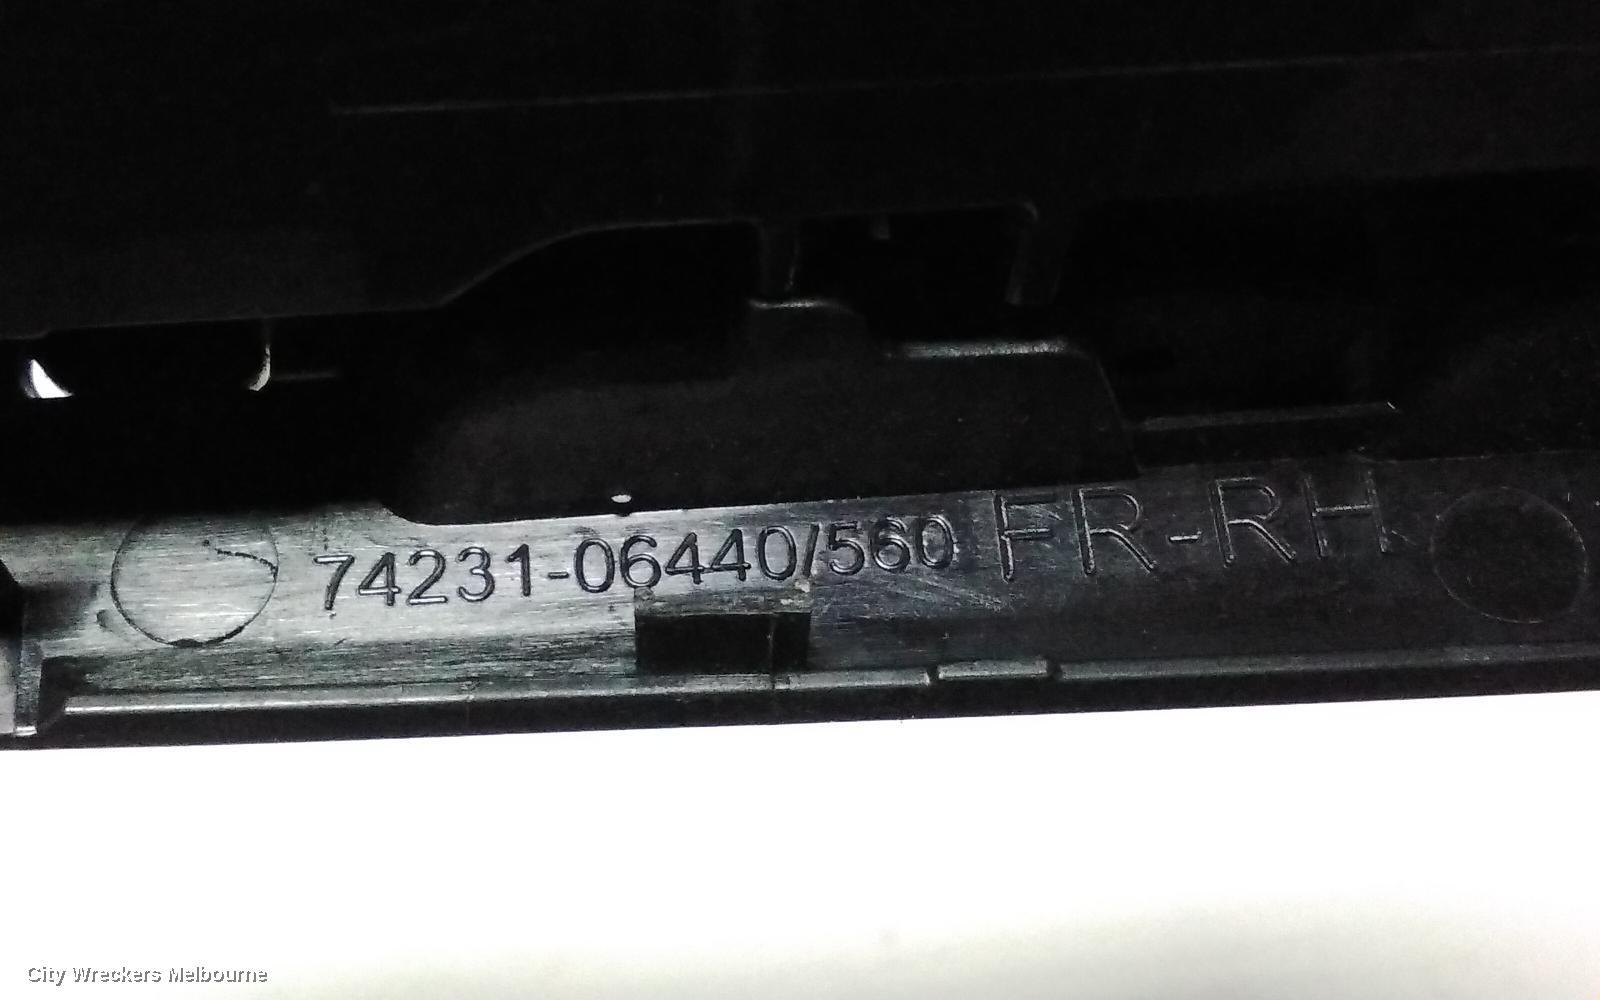 74231-06440/560 FR-RH
City Wreckers Melbourne